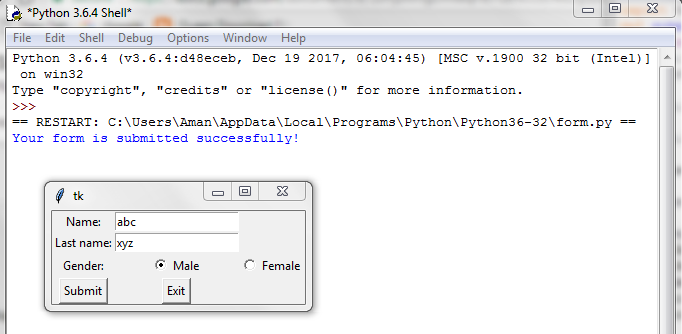 *Python 3.6.4 Shell*
File Edit Shell Debug Options Window Help
Python 3.6.4 (v3.6.4:d48eceb, Dec 19 2017, 06:04:45) [MSC v.1900 32 bit (Intel)]
on win32
Type "copyright", "credits" or "license()" for more information.
>>>
== RESTART: C:\Users\Aman\AppData\Local\Programs\Python\Python36-32\form.py ==
Your form is submitted successfully!
tk
Name: abc
Last name: xyz
Gender: Male Female
Submit Exit